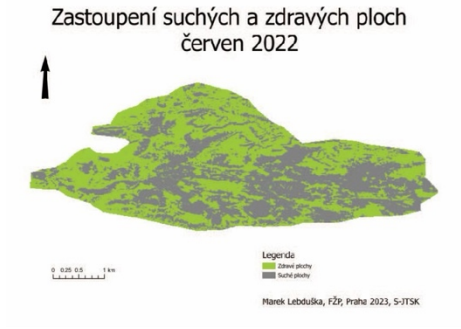 Zastoupení suchých a zdravých ploch
červen 2022
Legenda
Zdravé plochy
Suché plochy
0 0.25 0.5 1 km
Marek Lebduška, FŽP, Praha 2023, S-JTSK